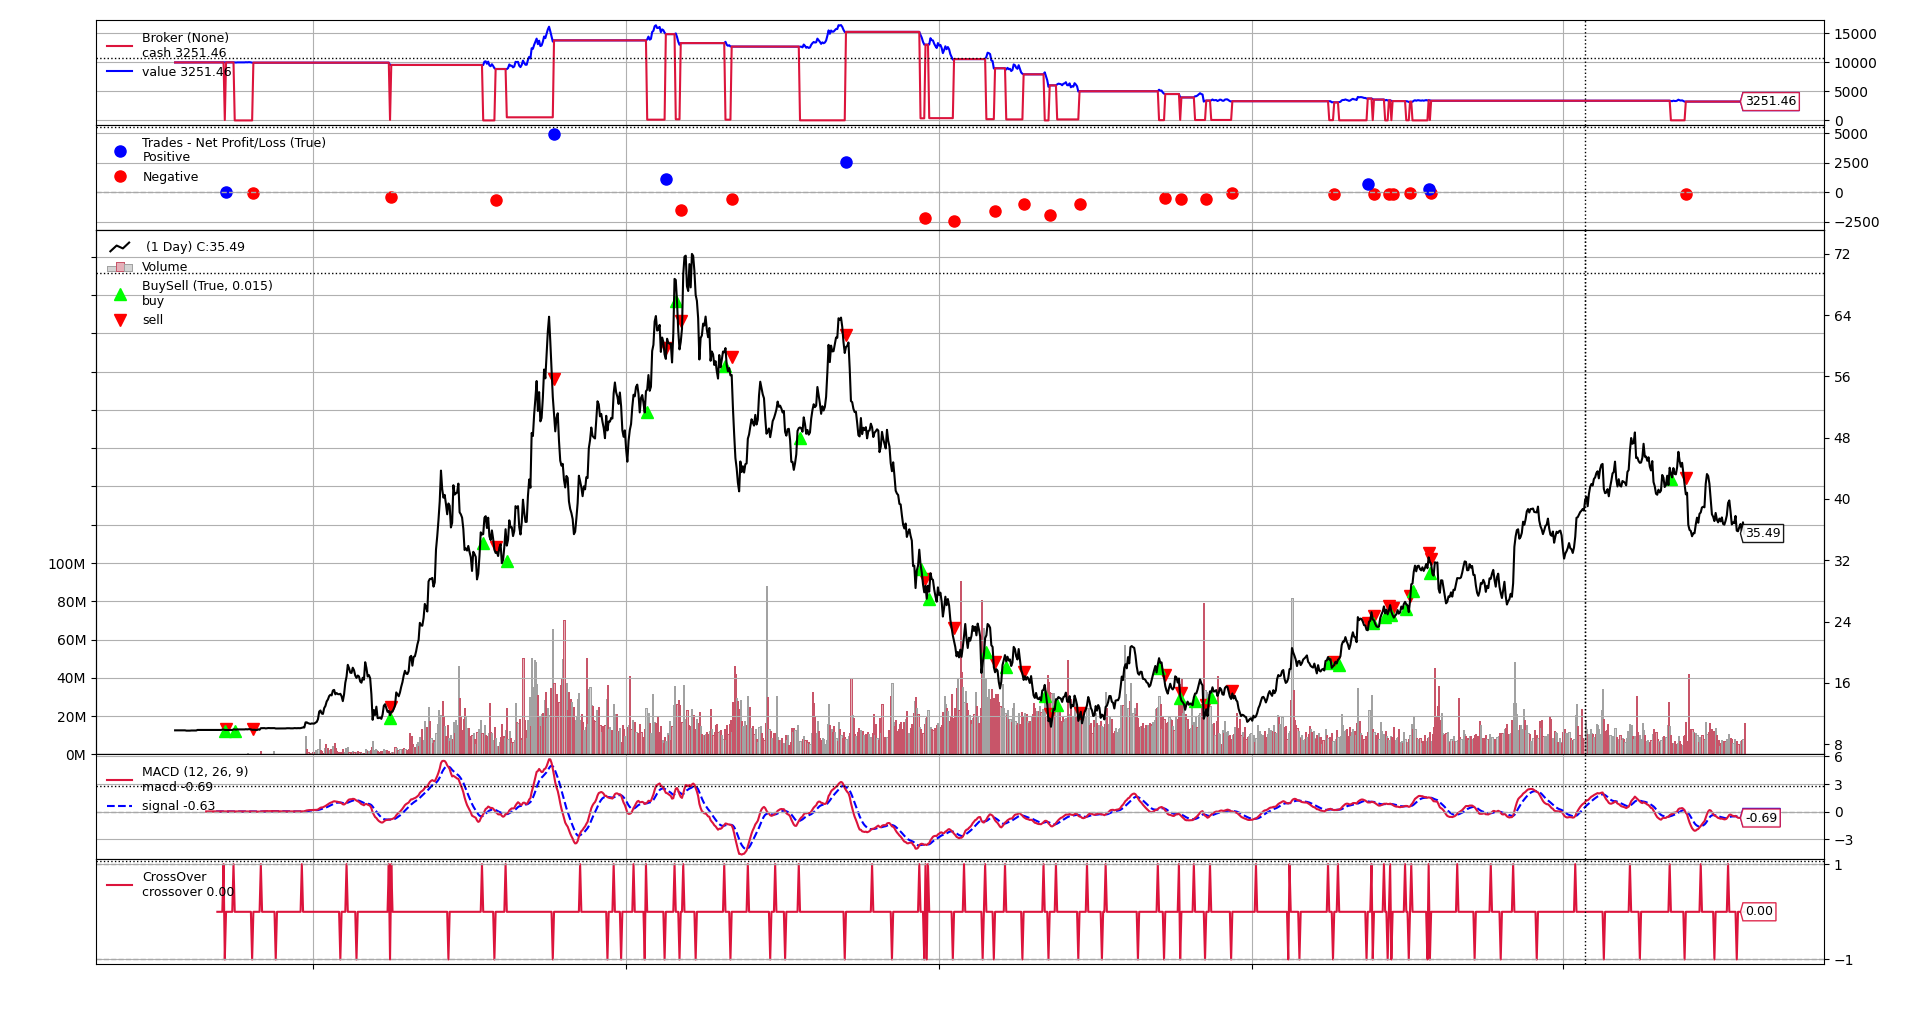 Broker (None)
cash 3251.46
value 3251.46
15000
10000
5000
0
3251.46
Trades - Net Profit/Loss (True)
Positive
Negative
5000
2500
0
−2500
(1 Day) C:35.49
Volume
BuySell (True, 0.015)
buy
sell
72
64
56
48
40
32
24
16
8
35.49
100M
80M
60M
40M
20M
0M
MACD (12, 26, 9)
macd -0.69
signal -0.63
6
3
0
−3
-0.69
CrossOver
crossover 0.00
1
0.00
−1